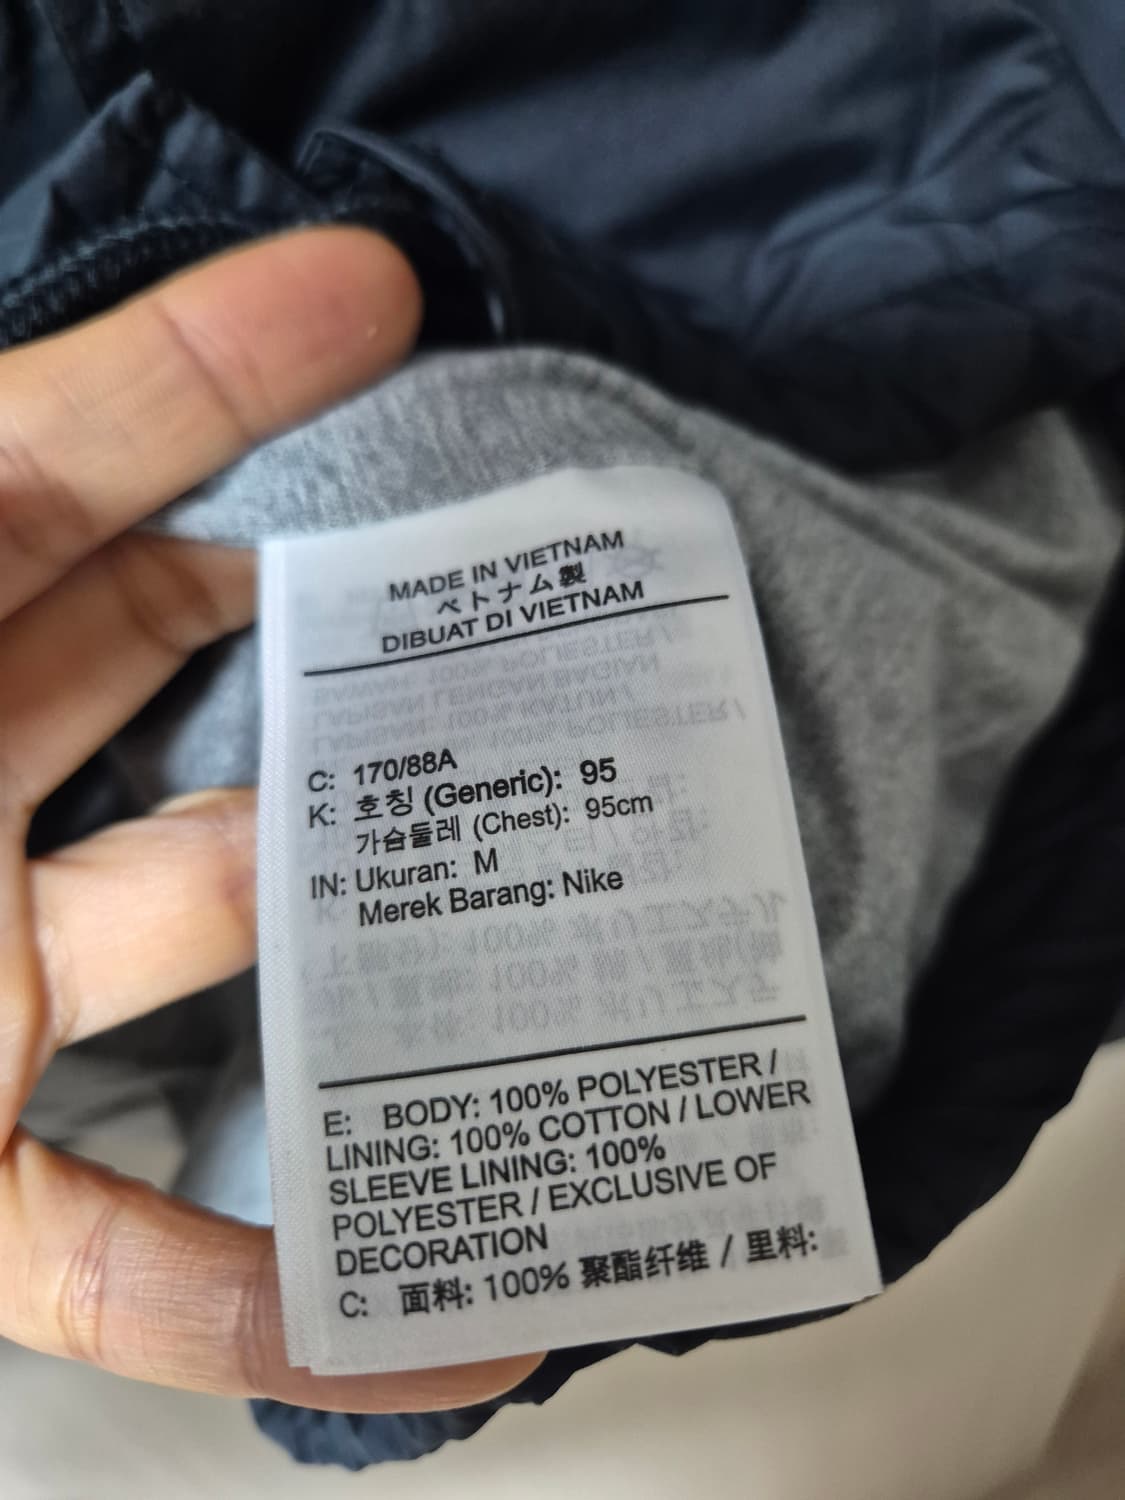 MADE IN VIETNAM
ベトナム製
DIBUAT DI VIETNAM
C: 170/88A
K: 호칭 (Generic): 95
가슴둘레 (Chest): 95cm
IN: Ukuran: M
Merek Barang: Nike
E: BODY: 100% POLYESTER /
LINING: 100% COTTON / LOWER
SLEEVE LINING: 100%
POLYESTER / EXCLUSIVE OF
DECORATION
C: 面料: 100% 聚酯纤维 / 里料: